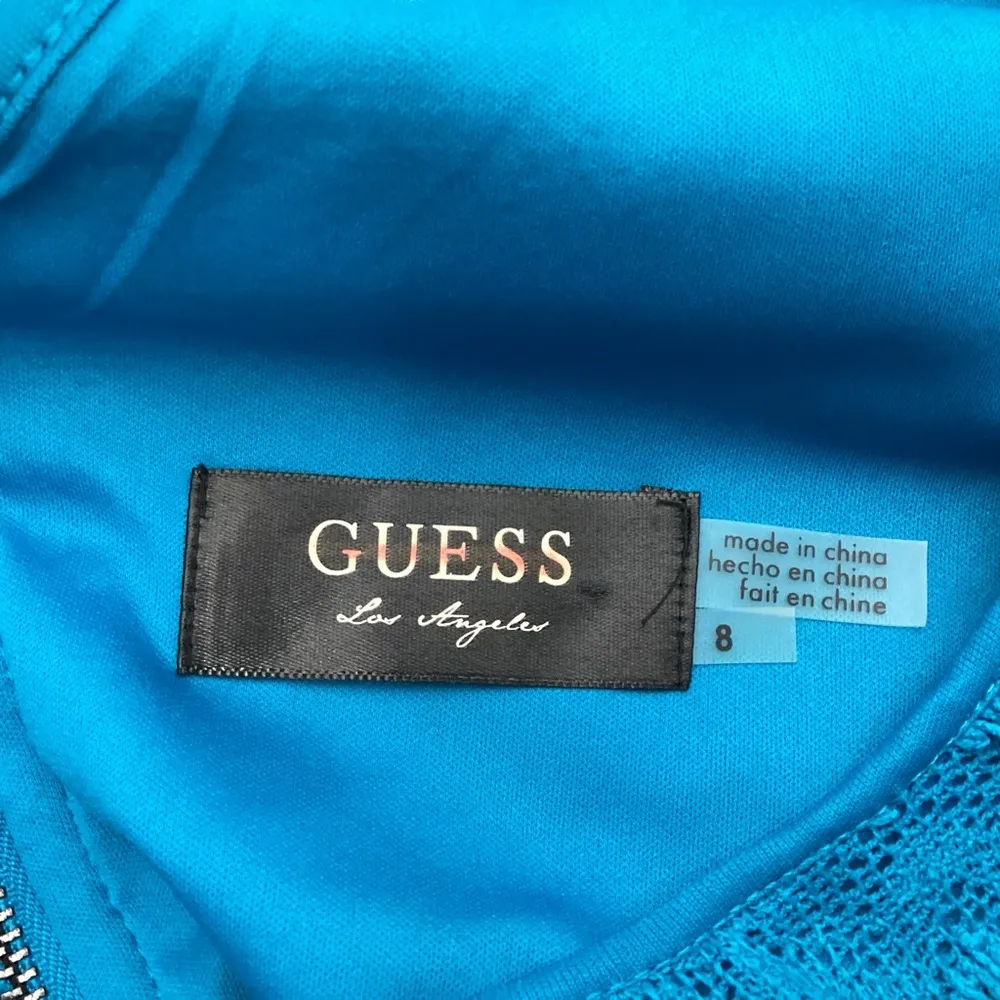 GUESS
Los Angeles
made in china
hecho en china
fait en chine
8